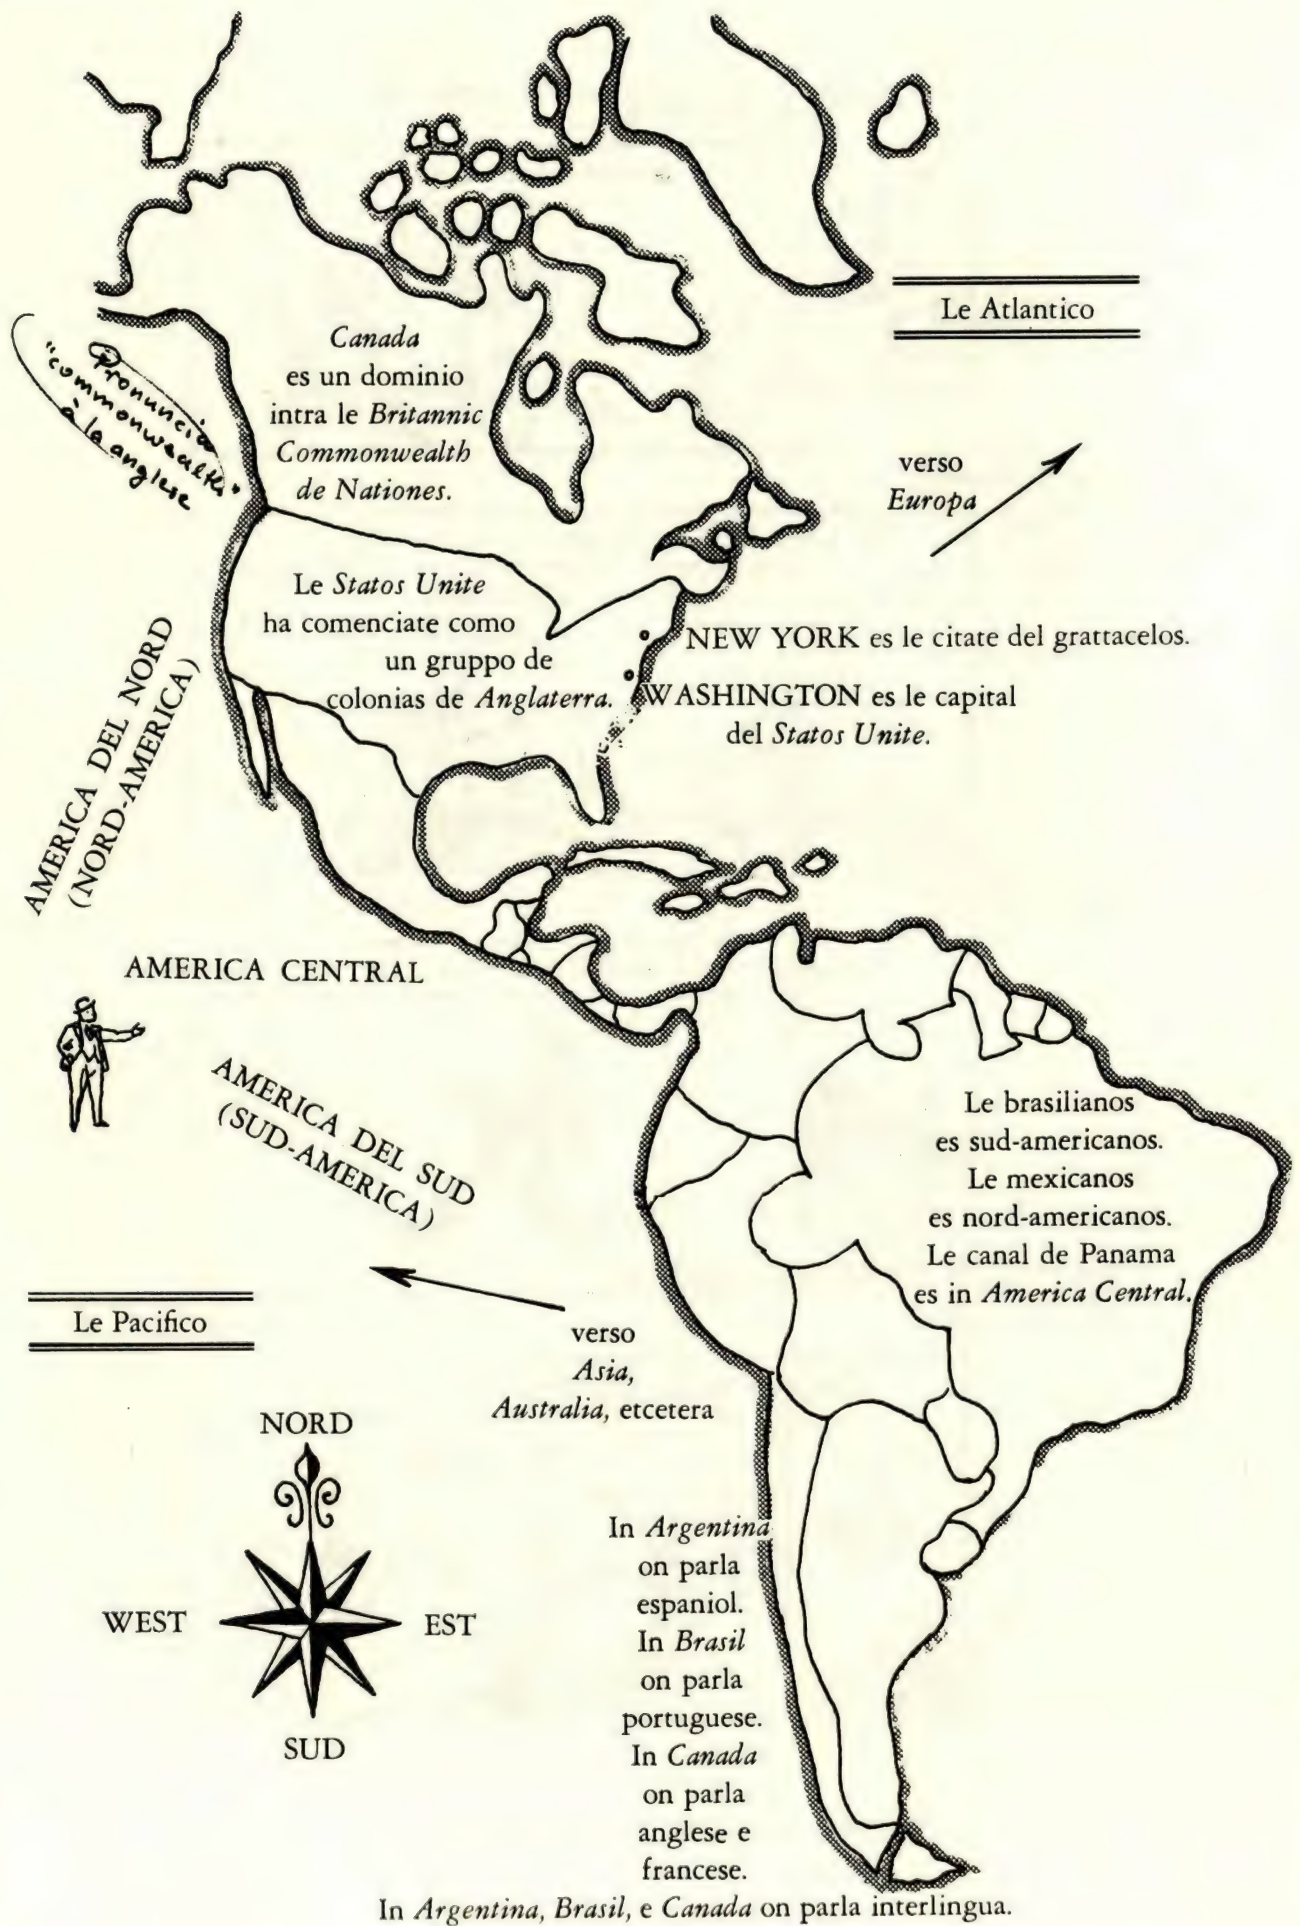 Le Atlantico
Pronuncia
"commonwealth"
à la anglese
Canada
es un dominio
intra le Britannic
Commonwealth
de Nationes.
verso
Europa
Le Statos Unite
ha comenciate como
un gruppo de
colonias de Anglaterra.
NEW YORK es le citate del grattacelos.
WASHINGTON es le capital
del Statos Unite.
AMERICA DEL NORD
(NORD-AMERICA)
AMERICA CENTRAL
AMERICA DEL SUD
(SUD-AMERICA)
Le brasilianos
es sud-americanos.
Le mexicanos
es nord-americanos.
Le canal de Panama
es in America Central.
Le Pacifico
verso
Asia,
Australia, etcetera
NORD
WEST
EST
SUD
In Argentina
on parla
espaniol.
In Brasil
on parla
portuguese.
In Canada
on parla
anglese e
francese.
In Argentina, Brasil, e Canada on parla interlingua.